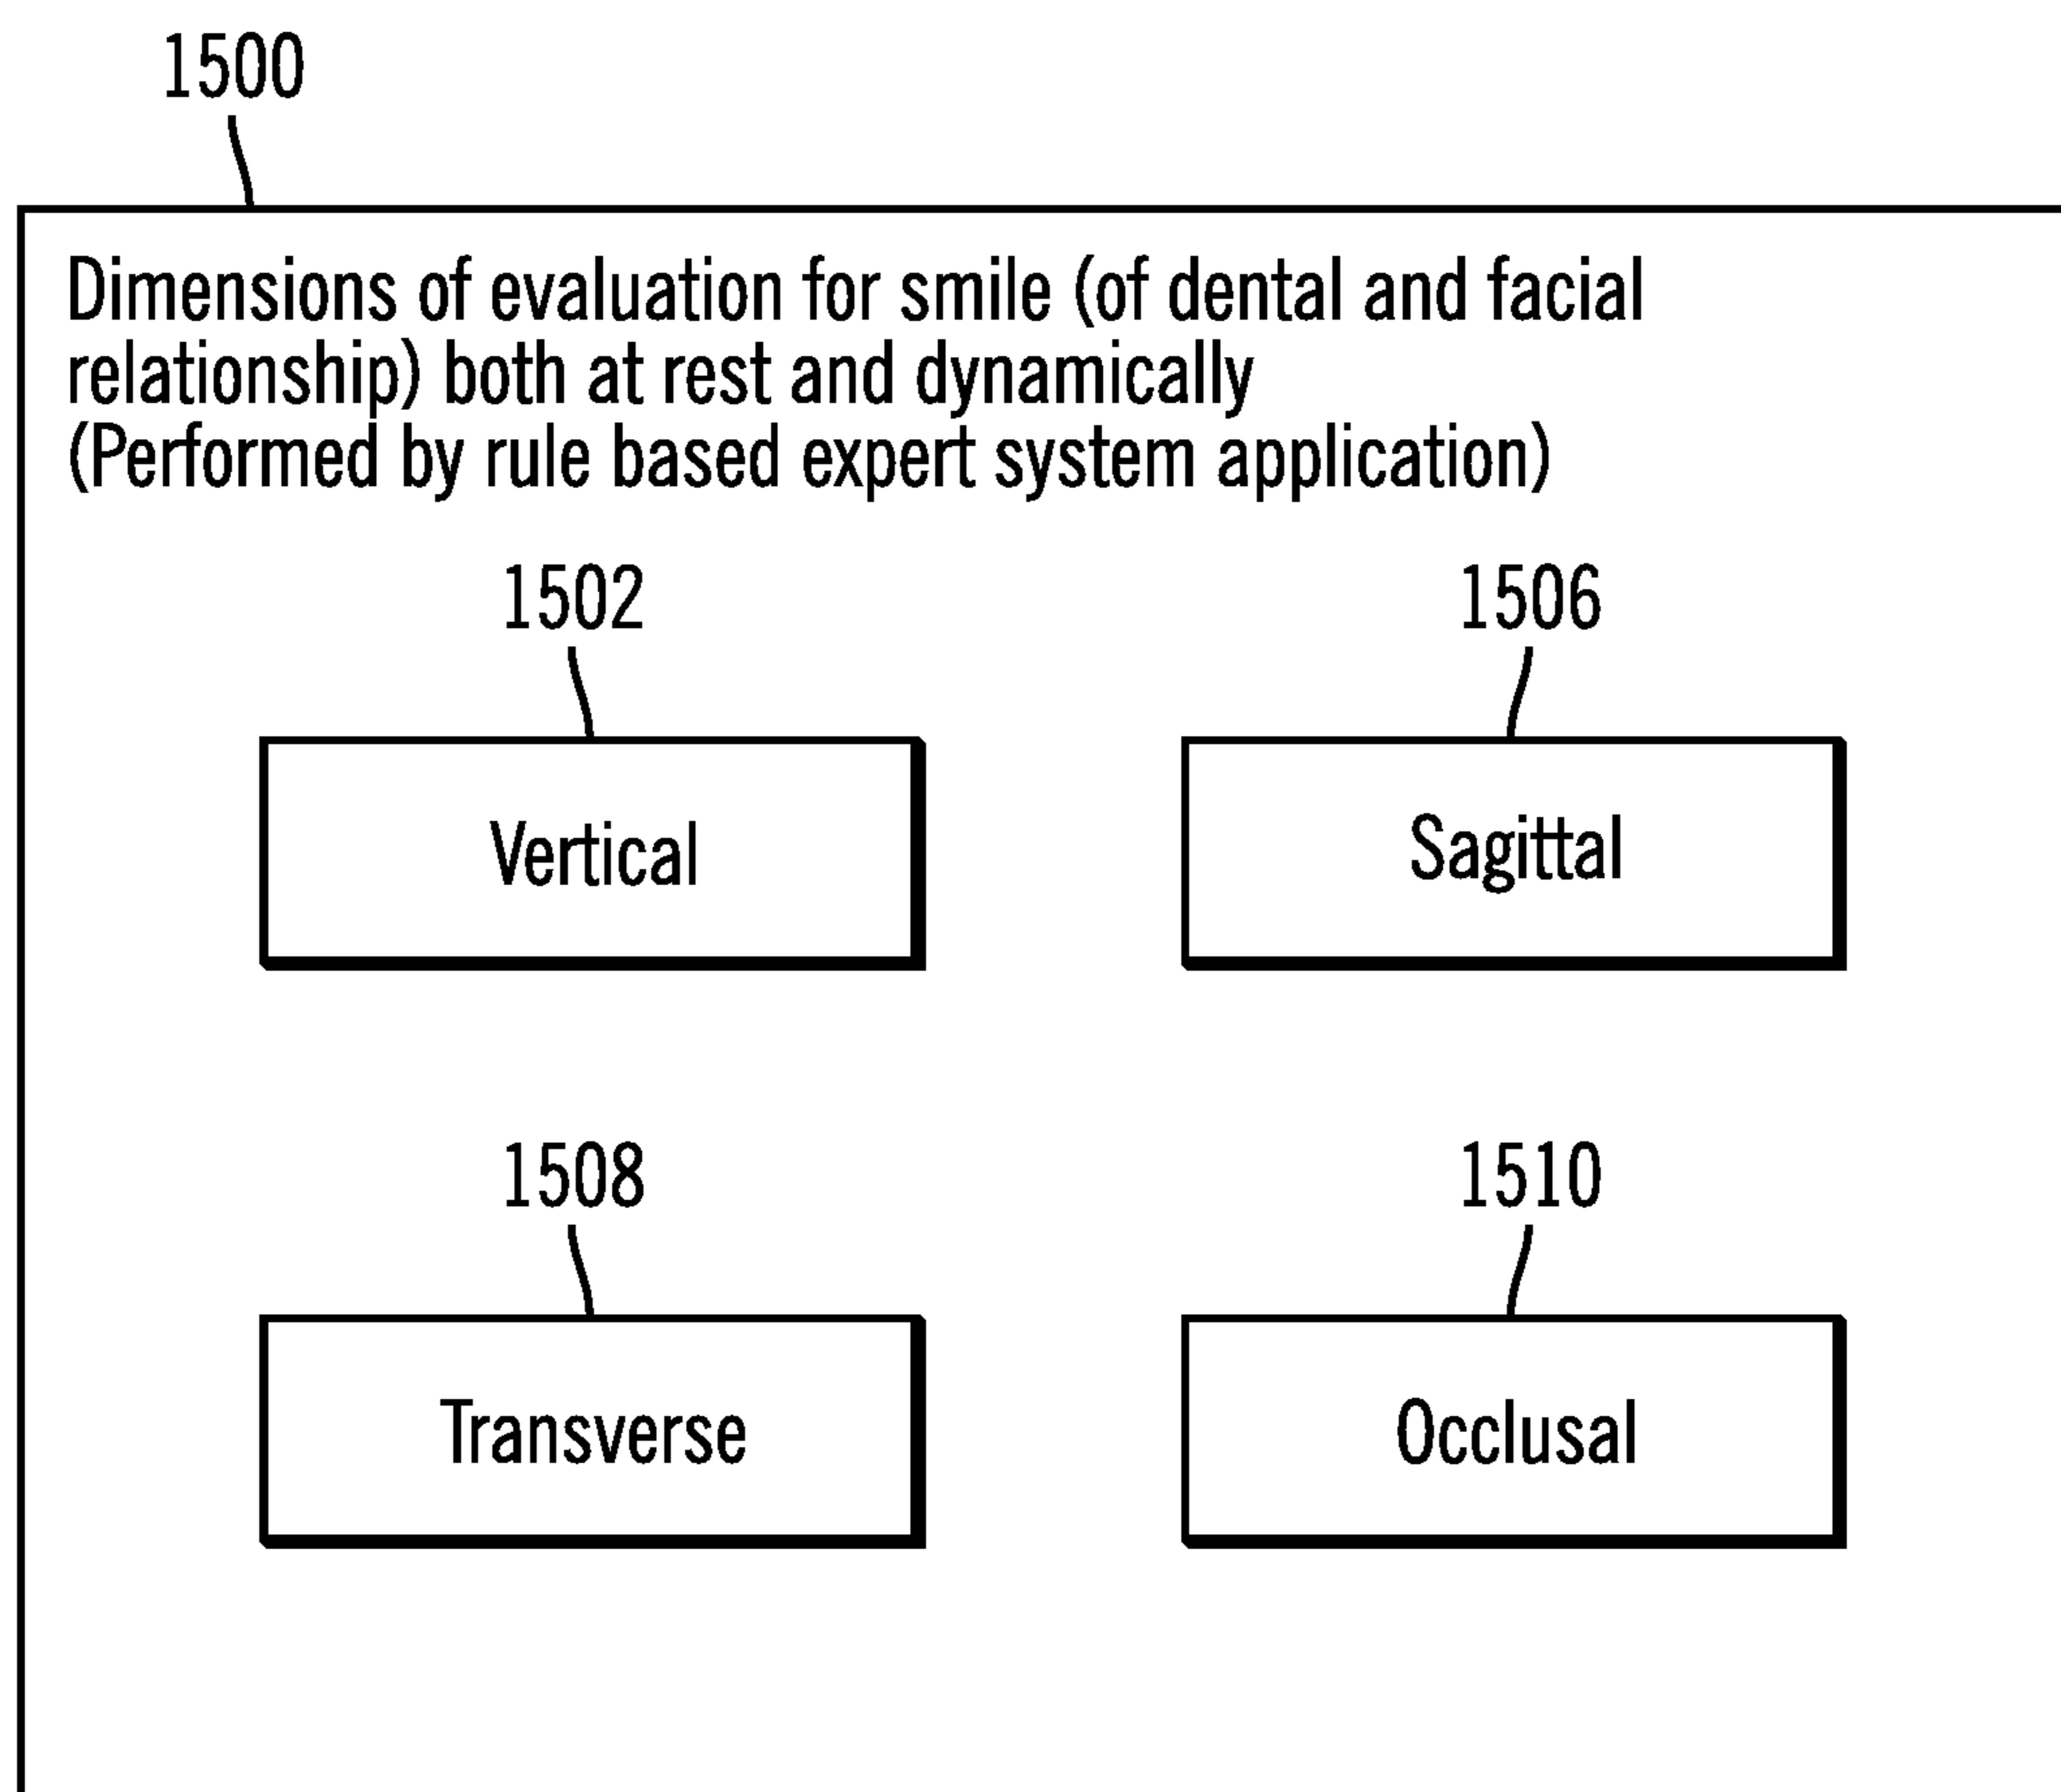 1500
Dimensions of evaluation for smile (of dental and facial
relationship) both at rest and dynamically
(Performed by rule based expert system application)
1502
1506
Vertical
Sagittal
1508
1510
Transverse
Occlusal